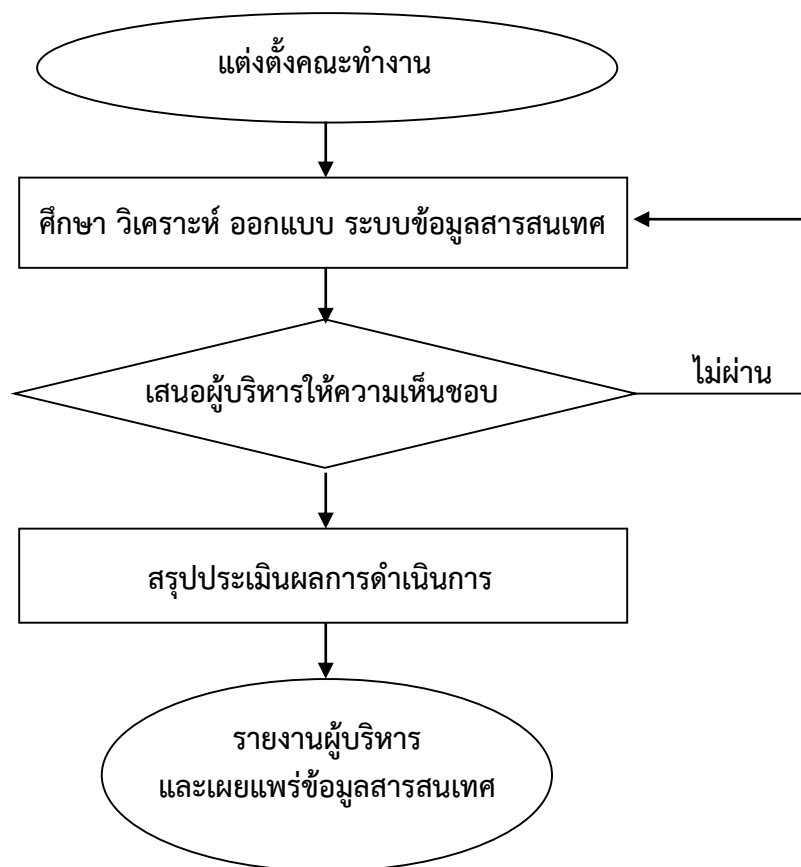 แต่งตั้งคณะทำงาน
ศึกษา วิเคราะห์ ออกแบบ ระบบข้อมูลสารสนเทศ
เสนอผู้บริหารให้ความเห็นชอบ
ไม่ผ่าน
สรุปประเมินผลการดำเนินการ
รายงานผู้บริหาร
และเผยแพร่ข้อมูลสารสนเทศ